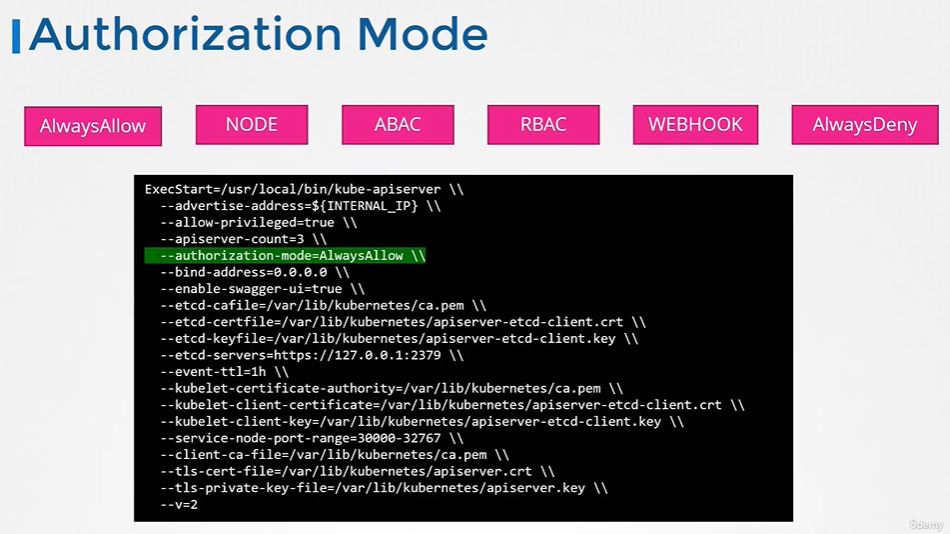 Authorization Mode
AlwaysAllow NODE ABAC RBAC WEBHOOK AlwaysDeny
ExecStart=/usr/local/bin/kube-apiserver \\
--advertise-address=${INTERNAL_IP} \\
--allow-privileged=true \\
--apiserver-count=3 \\
--authorization-mode=AlwaysAllow \\
--bind-address=0.0.0.0 \\
--enable-swagger-ui=true \\
--etcd-cafile=/var/lib/kubernetes/ca.pem \\
--etcd-certfile=/var/lib/kubernetes/apiserver-etcd-client.crt \\
--etcd-keyfile=/var/lib/kubernetes/apiserver-etcd-client.key \\
--etcd-servers=https://127.0.0.1:2379 \\
--event-ttl=1h \\
--kubelet-certificate-authority=/var/lib/kubernetes/ca.pem \\
--kubelet-client-certificate=/var/lib/kubernetes/apiserver-etcd-client.crt \\
--kubelet-client-key=/var/lib/kubernetes/apiserver-etcd-client.key \\
--service-node-port-range=30000-32767 \\
--client-ca-file=/var/lib/kubernetes/ca.pem \\
--tls-cert-file=/var/lib/kubernetes/apiserver.crt \\
--tls-private-key-file=/var/lib/kubernetes/apiserver.key \\
--v=2
ûdemy